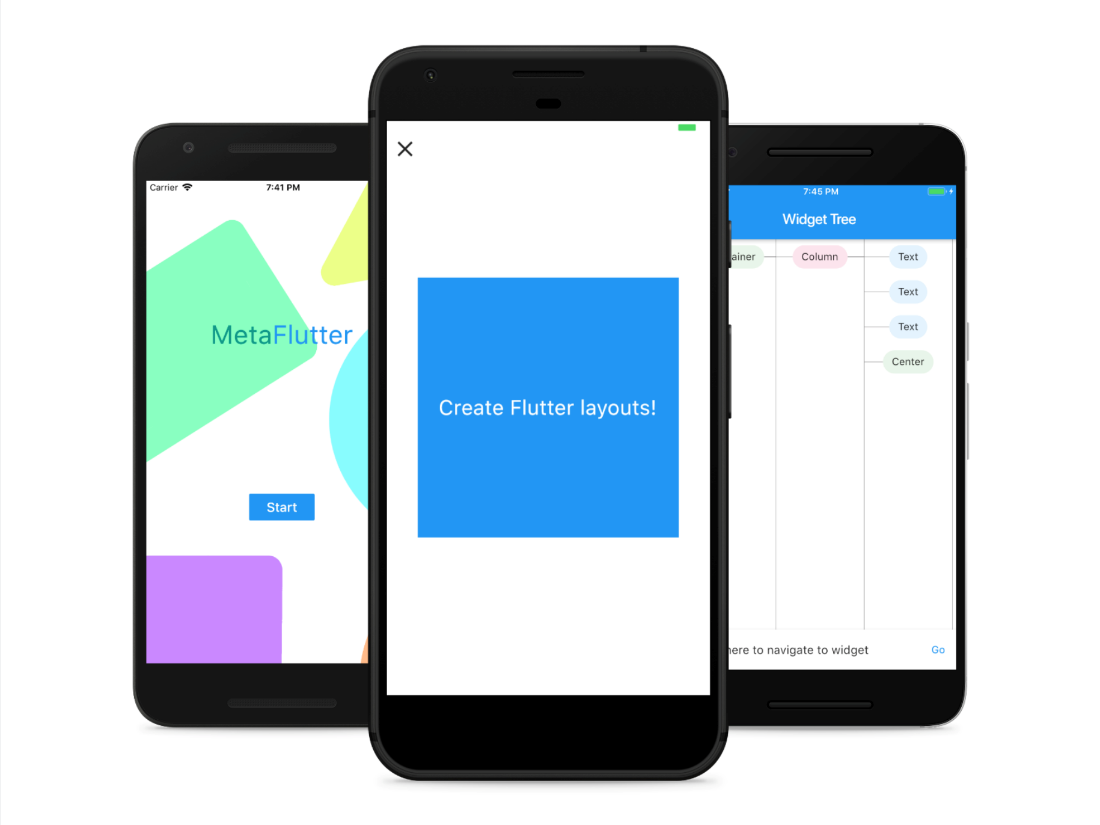 Carrier
7:41 PM
MetaFlutter
Start
Create Flutter layouts!
7:45 PM
Widget Tree
ainer
Column
Text
Text
Text
Center
here to navigate to widget
Go